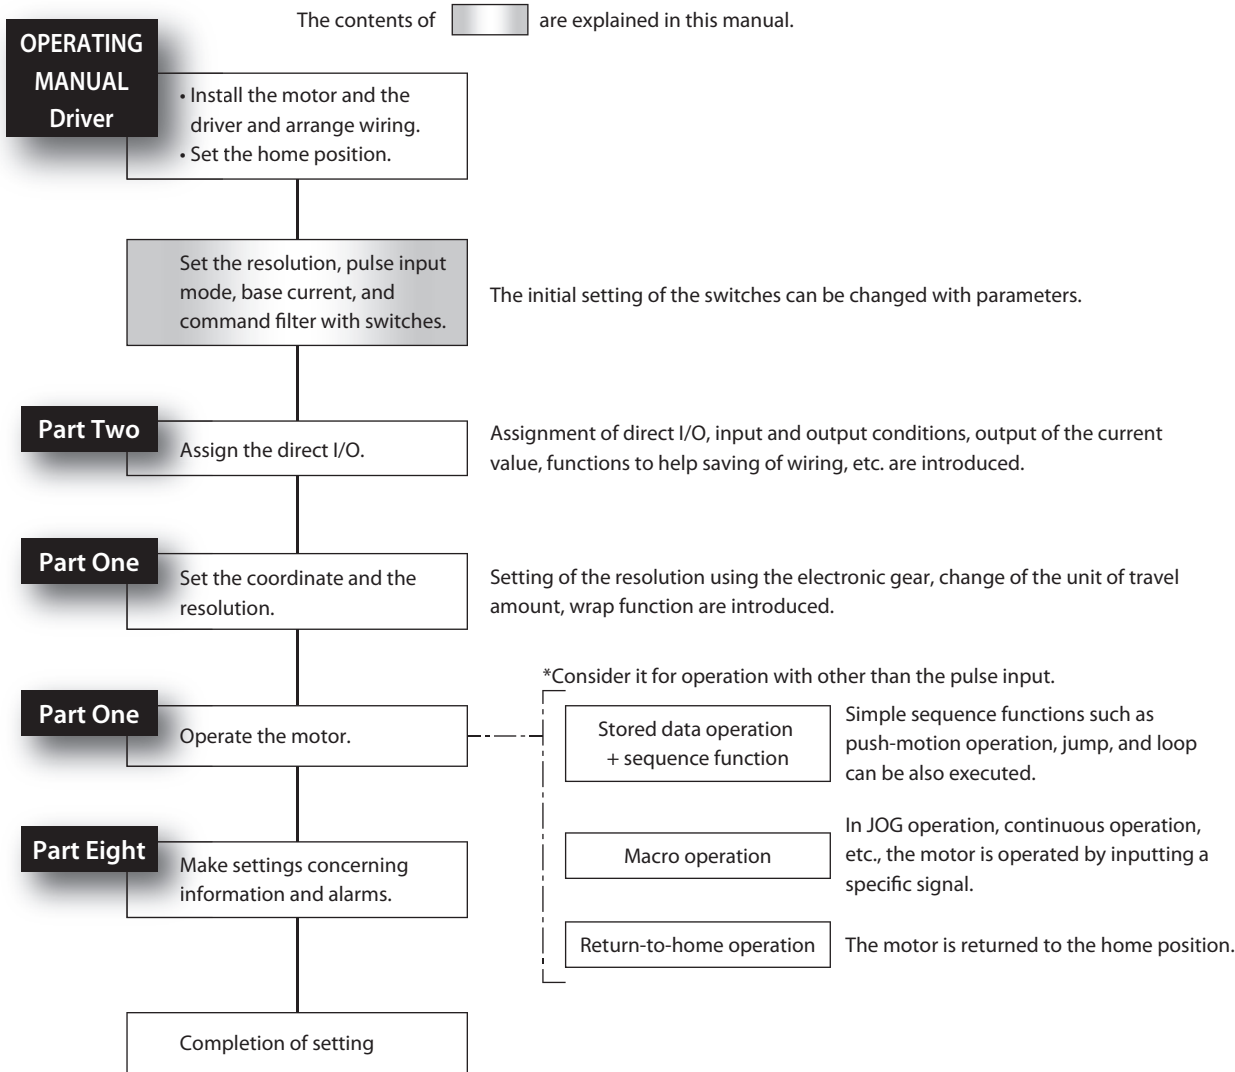 The contents of are explained in this manual.
OPERATING
MANUAL
Driver
• Install the motor and the
driver and arrange wiring.
• Set the home position.
Set the resolution, pulse input
mode, base current, and
command filter with switches.
The initial setting of the switches can be changed with parameters.
Part Two
Assign the direct I/O.
Assignment of direct I/O, input and output conditions, output of the current
value, functions to help saving of wiring, etc. are introduced.
Part One
Set the coordinate and the
resolution.
Setting of the resolution using the electronic gear, change of the unit of travel
amount, wrap function are introduced.
Part One
Operate the motor.
*Consider it for operation with other than the pulse input.
Stored data operation
+ sequence function
Simple sequence functions such as
push-motion operation, jump, and loop
can be also executed.
Macro operation
In JOG operation, continuous operation,
etc., the motor is operated by inputting a
specific signal.
Return-to-home operation
The motor is returned to the home position.
Part Eight
Make settings concerning
information and alarms.
Completion of setting